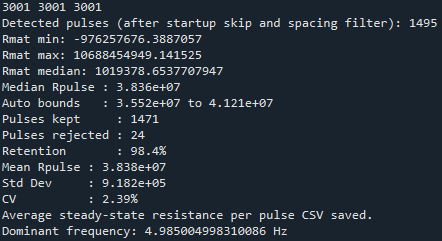 3001 3001 3001
Detected pulses (after startup skip and spacing filter): 1495
Rmat min: -976257676.3887057
Rmat max: 10688454949.141525
Rmat median: 1019378.6537707947
Median Rpulse : 3.836e+07
Auto bounds   : 3.552e+07 to 4.121e+07
Pulses kept     : 1471
Pulses rejected : 24
Retention       : 98.4%
Mean Rpulse : 3.838e+07
Std Dev     : 9.182e+05
CV          : 2.39%
Average steady-state resistance per pulse CSV saved.
Dominant frequency: 4.985004998310086 Hz